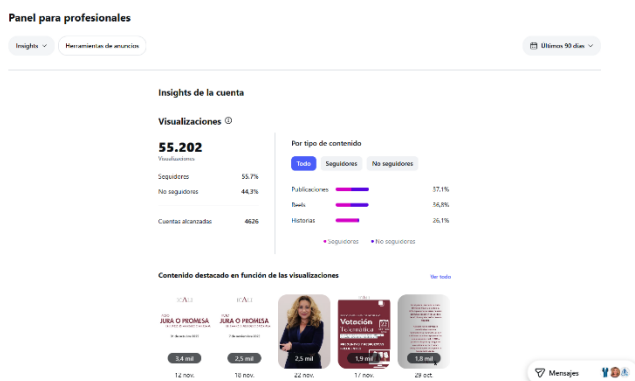 Panel para profesionales
Insights
Herramientas de anuncios
Últimos 90 días
Insights de la cuenta
Visualizaciones
55.202
Visualizaciones
Seguidores 55.7%
No seguidores 44,3%
Cuentas alcanzadas 4626
Por tipo de contenido
Todo Seguidores No seguidores
Publicaciones 37,1%
Reels 36,8%
Historias 26,1%
Seguidores No seguidores
Contenido destacado en función de las visualizaciones
Ver todo
JURA O PROMESA
JURA O PROMESA
Votación
Telemática
3,4 mil
2,5 mil
2,5 mil
1,9 mil
1,8 mil
12 nov.
18 nov.
22 nov.
17 nov.
29 oct.
Mensajes